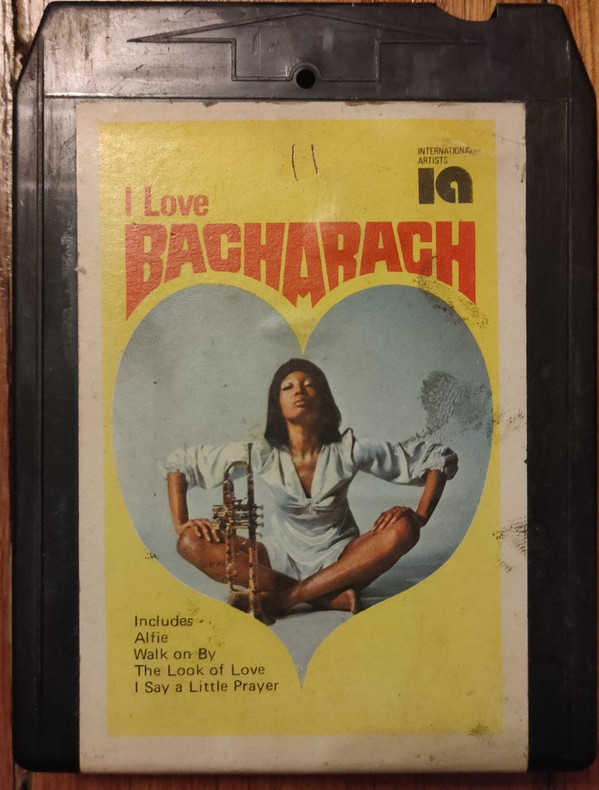 INTERNATIONAL
ARTISTS
IA
I Love
BACHARACH
Includes -
Alfie
Walk on By
The Look of Love
I Say a Little Prayer